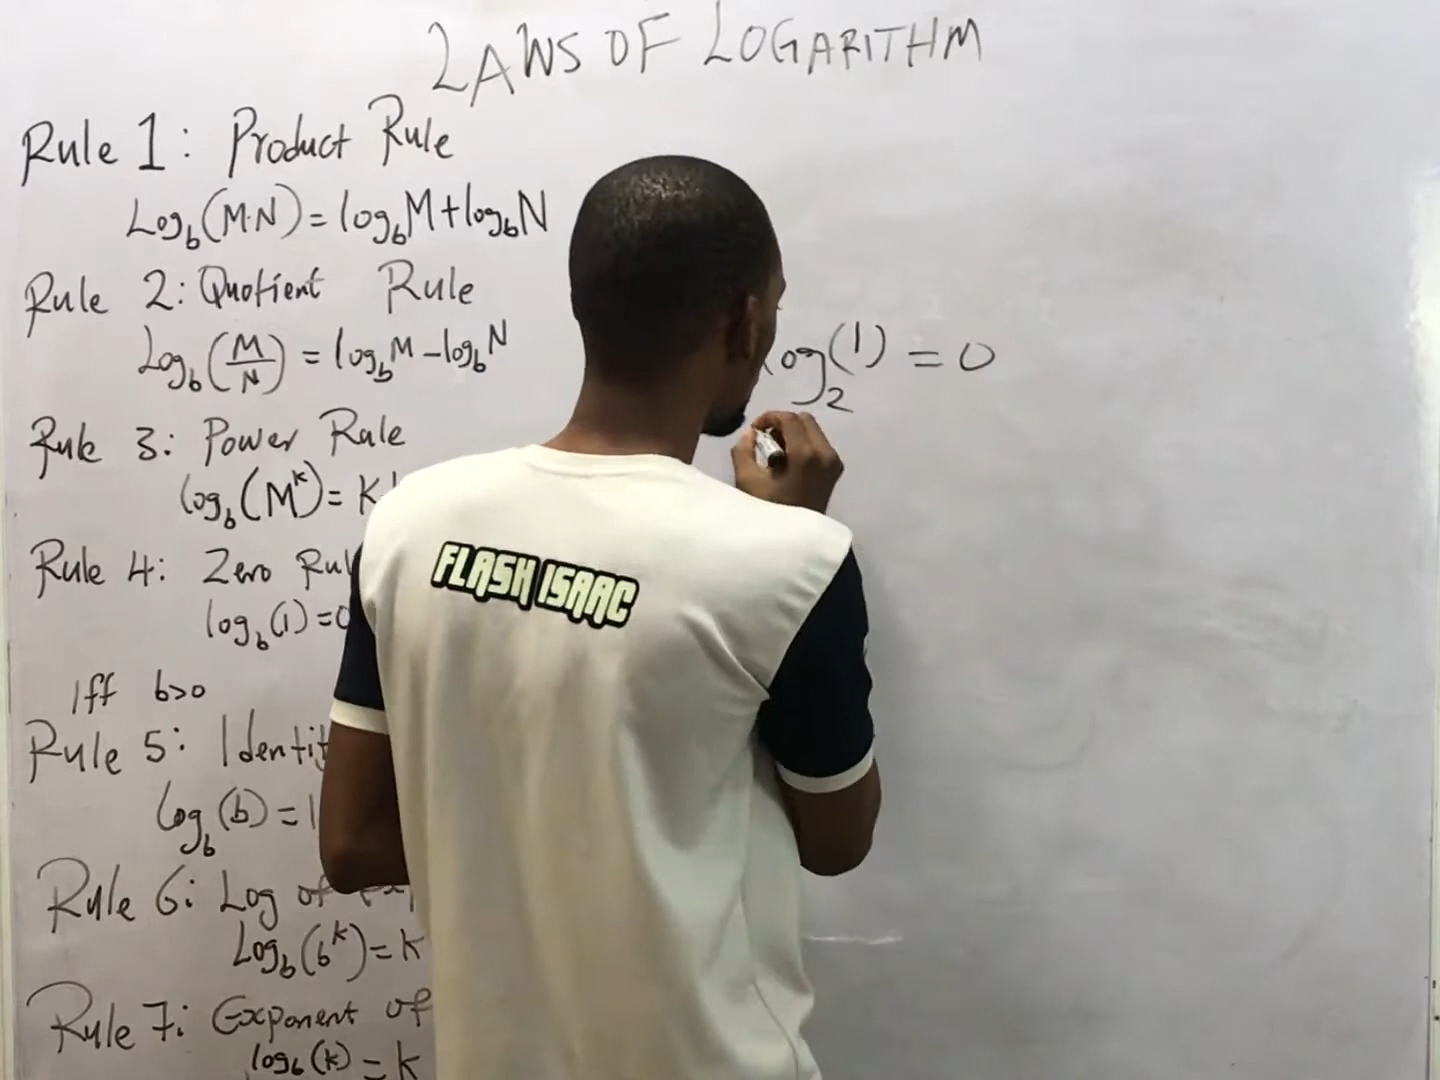 LAWS OF LOGARITHM
Rule 1: Product Rule
Log_b(M·N) = log_b M + log_b N
Rule 2: Quotient Rule
Log_b(M/N) = log_b M - log_b N
Rule 3: Power Rule
log_b(M^k) = K
Rule 4: Zero Rul
log_b(1) = 0
Iff b>0
Rule 5: Identit
log_b(b) = 1
Rule 6: Log of
Log_b(b^k) = K
Rule 7: Exponent of
log_b(k) = K
log_2(1) = 0
FLASH ISAAC